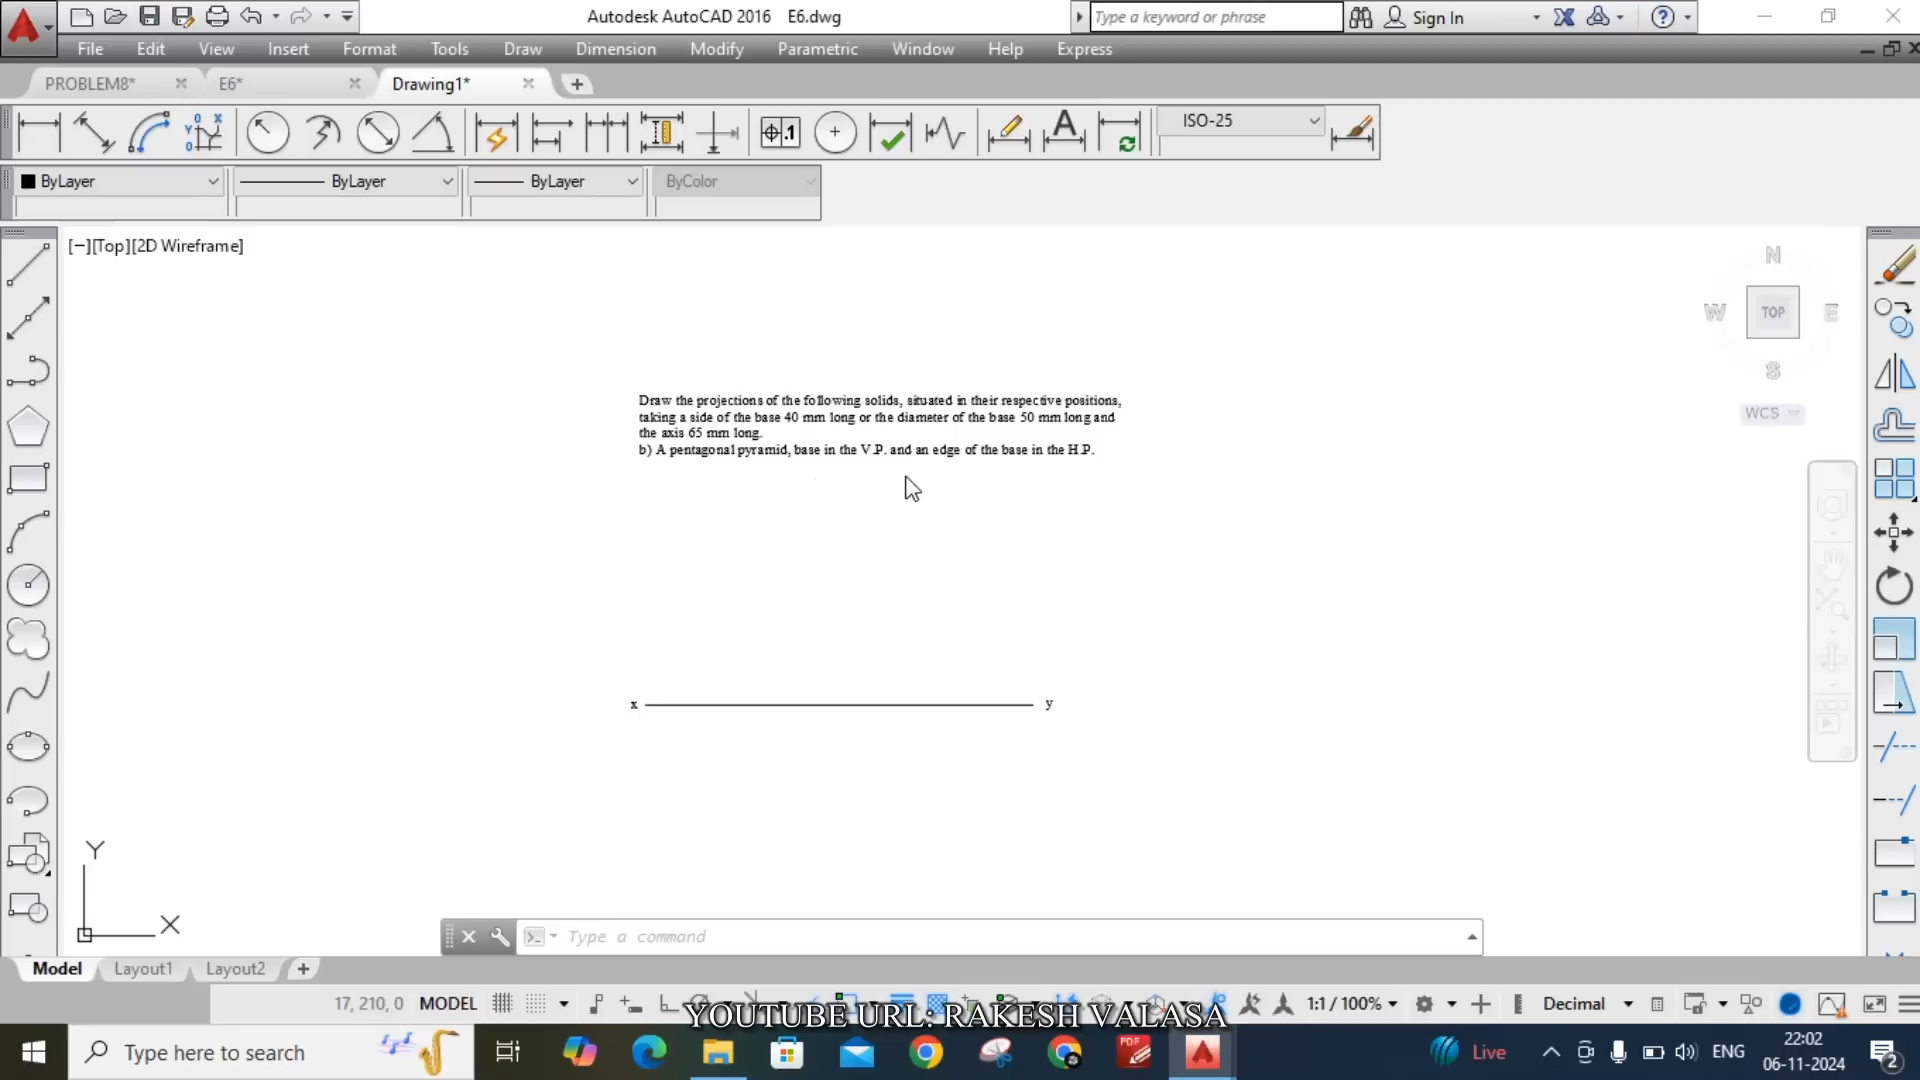 Autodesk AutoCAD 2016 E6.dwg
Type a keyword or phrase
Sign In
File Edit View Insert Format Tools Draw Dimension Modify Parametric Window Help Express
PROBLEM8* E6* Drawing1*
ISO-25
ByLayer ByLayer ByLayer ByColor
[−][Top][2D Wireframe]
N
W TOP E
S
WCS
Draw the projections of the following solids, situated in their respective positions,
taking a side of the base 40 mm long or the diameter of the base 50 mm long and
the axis 65 mm long.
b) A pentagonal pyramid, base in the V.P. and an edge of the base in the H.P.
x y
Y
X
Type a command
Model Layout1 Layout2
17, 210, 0 MODEL 1:1 / 100% Decimal
YOUTUBE URL: RAKESH VALASA
Type here to search
Live
ENG
22:02
06-11-2024
2